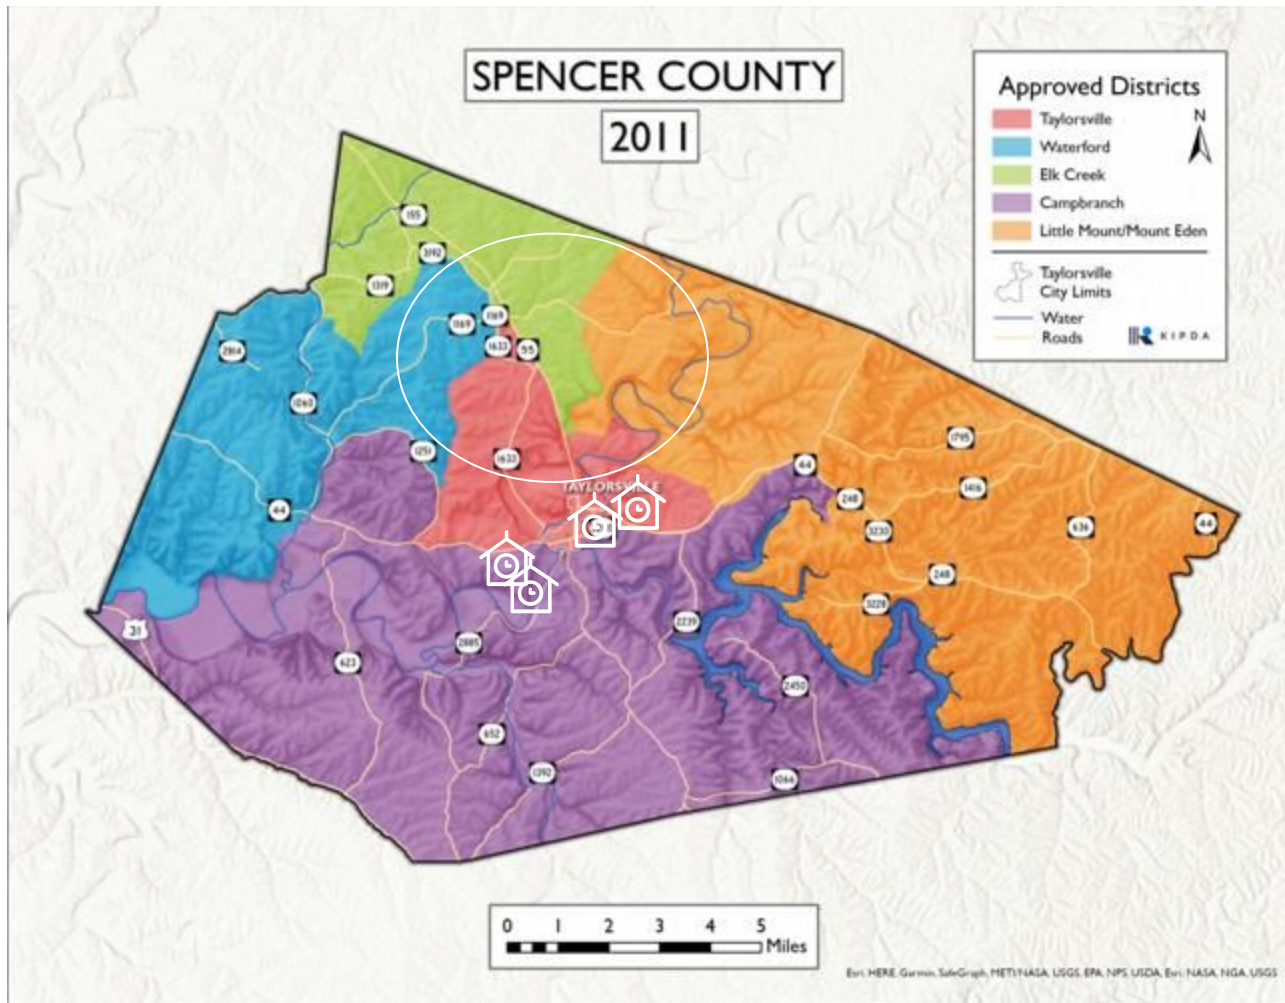 SPENCER COUNTY
2011
Approved Districts
N
Taylorsville
Waterford
Elk Creek
Campbranch
Little Mount/Mount Eden
Taylorsville
City Limits
Water
Roads
KIPDA
155
3192
1319
1169
1169
2814
1633
55
1060
1251
1633
1795
44
44
TAYLORSVILLE
248
1416
3230
636
44
248
3228
31
2239
2885
623
2450
652
1392
1064
0 1 2 3 4 5
Miles
Esri, HERE, Garmin, SafeGraph, METI/NASA, USGS, EPA, NPS, USDA, Esri, NASA, NGA, USGS